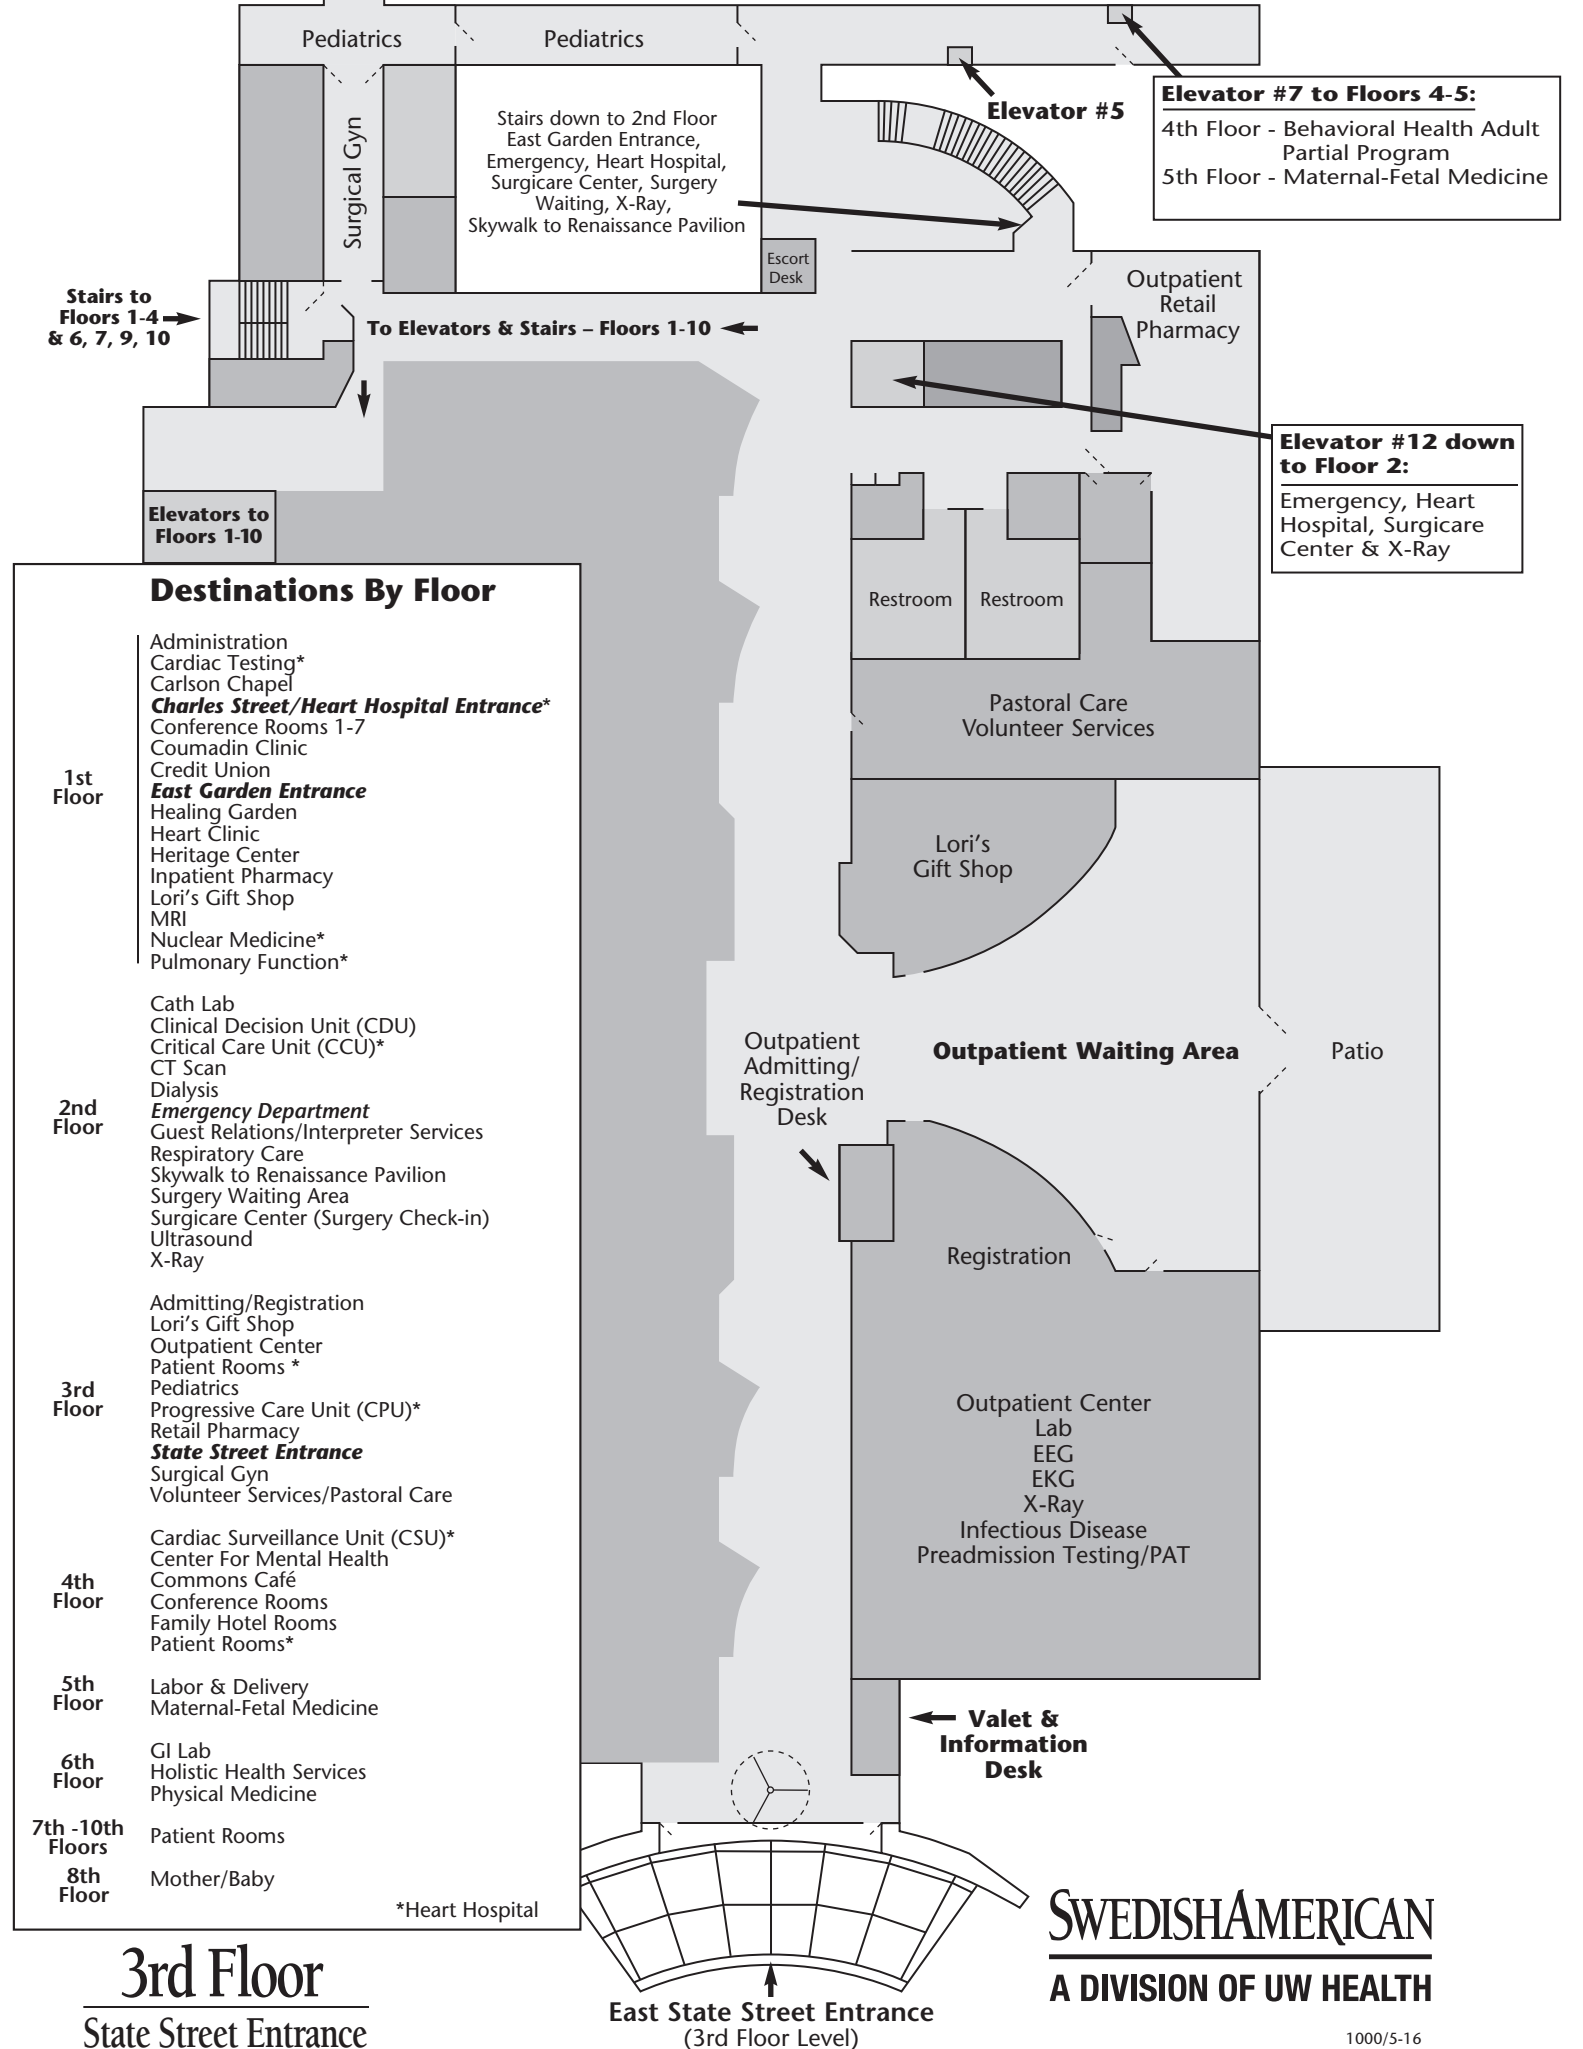 Pediatrics
Pediatrics
Surgical Gyn
Stairs down to 2nd Floor
East Garden Entrance,
Emergency, Heart Hospital,
Surgicare Center, Surgery
Waiting, X-Ray,
Skywalk to Renaissance Pavilion
Elevator #5
Elevator #7 to Floors 4-5:
4th Floor - Behavioral Health Adult
Partial Program
5th Floor - Maternal-Fetal Medicine
Escort
Desk
Outpatient
Retail
Pharmacy
Stairs to
Floors 1-4
& 6, 7, 9, 10
To Elevators & Stairs – Floors 1-10
Elevator #12 down
to Floor 2:
Emergency, Heart
Hospital, Surgicare
Center & X-Ray
Elevators to
Floors 1-10
Restroom
Restroom
Pastoral Care
Volunteer Services
Lori's
Gift Shop
Outpatient
Admitting/
Registration
Desk
Outpatient Waiting Area
Patio
Registration
Outpatient Center
Lab
EEG
EKG
X-Ray
Infectious Disease
Preadmission Testing/PAT
Valet &
Information
Desk
Destinations By Floor
1st
Floor
Administration
Cardiac Testing*
Carlson Chapel
Charles Street/Heart Hospital Entrance*
Conference Rooms 1-7
Coumadin Clinic
Credit Union
East Garden Entrance
Healing Garden
Heart Clinic
Heritage Center
Inpatient Pharmacy
Lori's Gift Shop
MRI
Nuclear Medicine*
Pulmonary Function*
2nd
Floor
Cath Lab
Clinical Decision Unit (CDU)
Critical Care Unit (CCU)*
CT Scan
Dialysis
Emergency Department
Guest Relations/Interpreter Services
Respiratory Care
Skywalk to Renaissance Pavilion
Surgery Waiting Area
Surgicare Center (Surgery Check-in)
Ultrasound
X-Ray
3rd
Floor
Admitting/Registration
Lori's Gift Shop
Outpatient Center
Patient Rooms *
Pediatrics
Progressive Care Unit (CPU)*
Retail Pharmacy
State Street Entrance
Surgical Gyn
Volunteer Services/Pastoral Care
4th
Floor
Cardiac Surveillance Unit (CSU)*
Center For Mental Health
Commons Café
Conference Rooms
Family Hotel Rooms
Patient Rooms*
5th
Floor
Labor & Delivery
Maternal-Fetal Medicine
6th
Floor
GI Lab
Holistic Health Services
Physical Medicine
7th -10th
Floors
Patient Rooms
8th
Floor
Mother/Baby
*Heart Hospital
3rd Floor
State Street Entrance
East State Street Entrance
(3rd Floor Level)
SWEDISHAMERICAN
A DIVISION OF UW HEALTH
1000/5-16